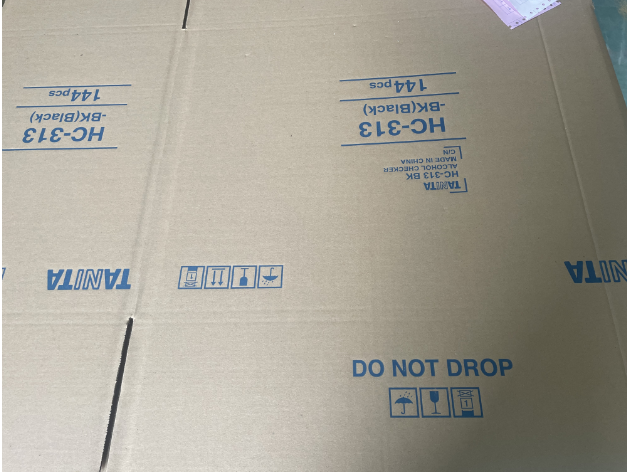 144pcs
-BK(Black)
HC-313
144pcs
-BK(Black)
HC-313
C/N
MADE IN CHINA
ALCOHOL CHECKER
HC-313 BK
TANITA
TANITA
TANI
DO NOT DROP